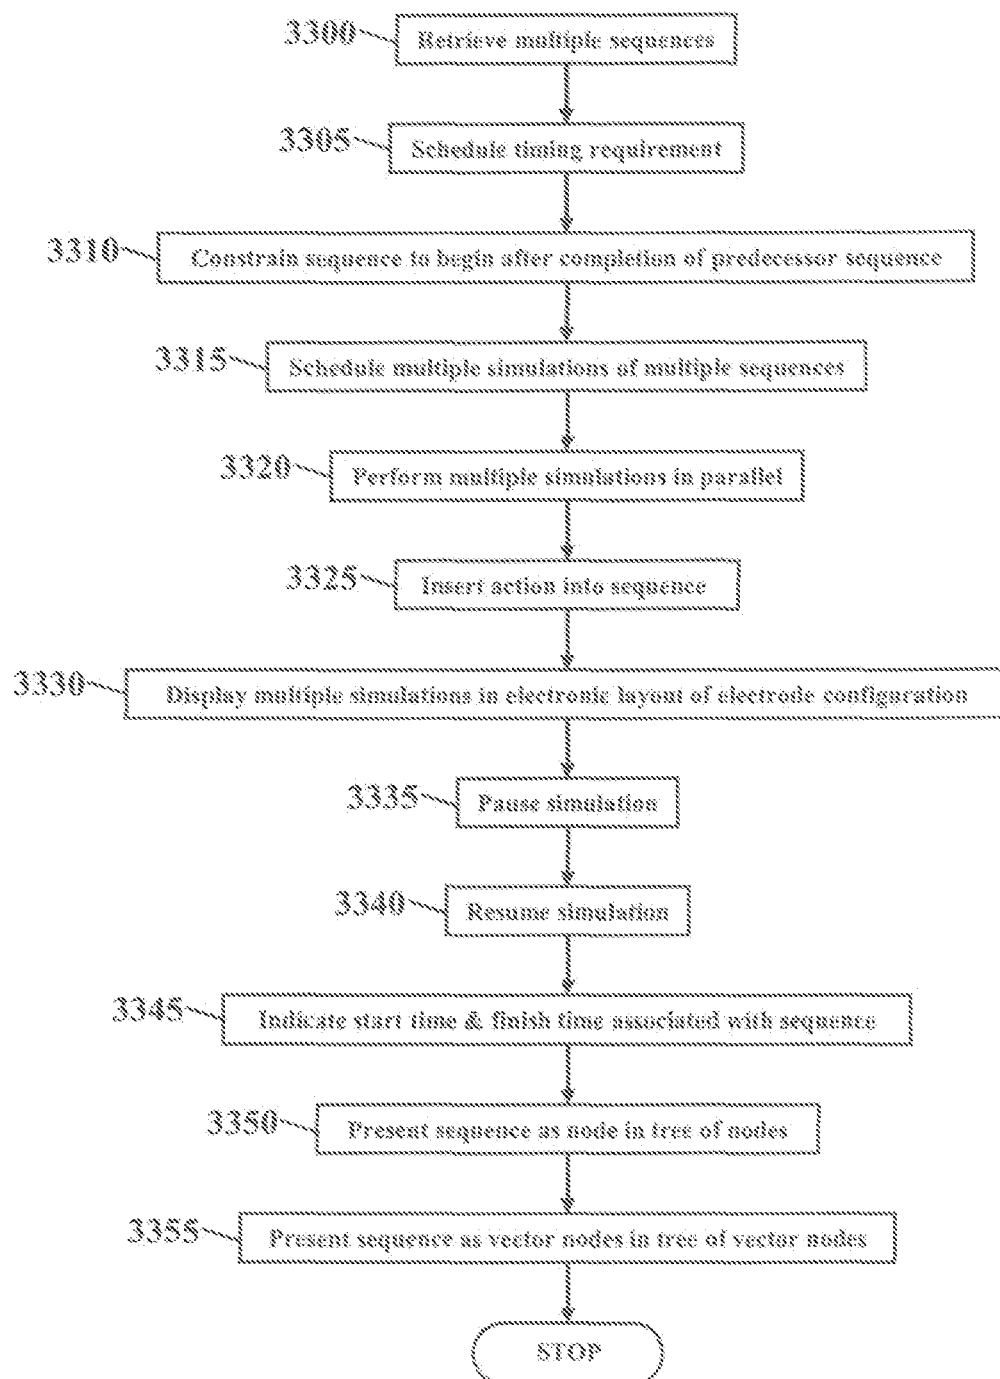 3300 Retrieve multiple sequences
3305 Schedule timing requirement
3310 Constrain sequence to begin after completion of predecessor sequence
3315 Schedule multiple simulations of multiple sequences
3320 Perform multiple simulations in parallel
3325 Insert action into sequence
3330 Display multiple simulations in electronic layout of electrode configuration
3335 Pause simulation
3340 Resume simulation
3345 Indicate start time & finish time associated with sequence
3350 Present sequence as node in tree of nodes
3355 Present sequence as vector nodes in tree of vector nodes
STOP